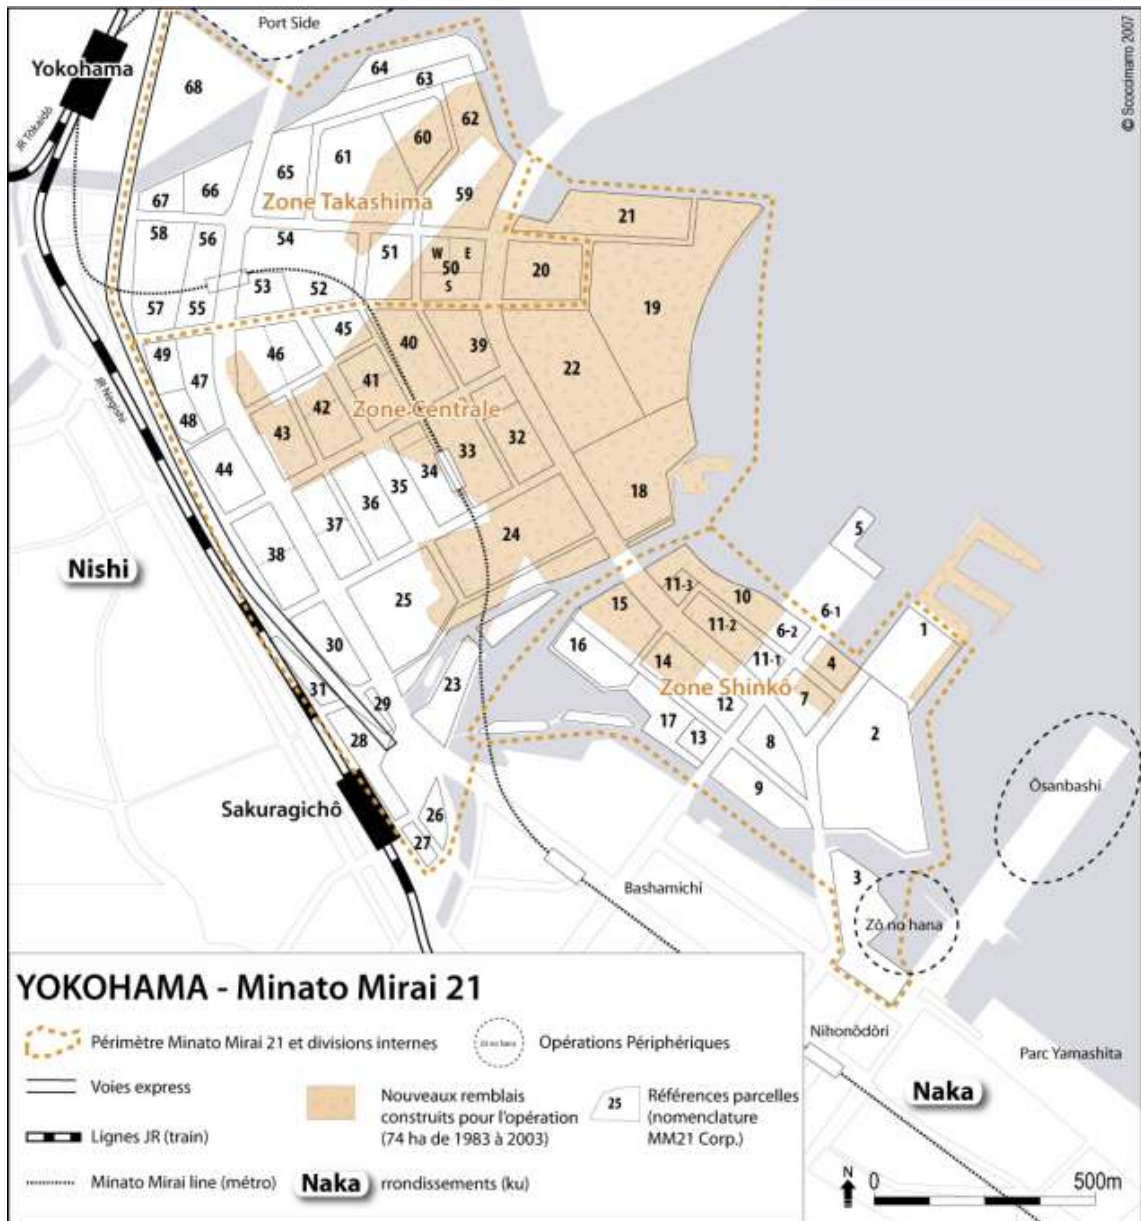 Port Side
© Scoccimarro 2007
Yokohama
JR Tôkaidô
68
64
63
62
60
61
65
59
67
66
Zone Takashima
58
56
54
51
W
E
50
S
20
21
57
55
53
52
19
49
47
46
45
40
39
22
41
42
Zone Centrale
48
43
33
32
JR Negishi
44
36
35
34
18
37
24
5
38
Nishi
25
15
11-3
10
11-2
6-1
6-2
1
16
14
11-1
4
30
Zone Shinkô
7
31
29
23
12
17
13
8
2
28
9
Ôsanbashi
Sakuragichô
26
27
Bashamichi
3
Zô no hana
YOKOHAMA - Minato Mirai 21
Périmètre Minato Mirai 21 et divisions internes
Zô no hana
Opérations Périphériques
Voies express
Nouveaux remblais
construits pour l'opération
(74 ha de 1983 à 2003)
25
Références parcelles
(nomenclature
MM21 Corp.)
Lignes JR (train)
Minato Mirai line (métro)
Naka
rrondissements (ku)
Nihonôdôri
Parc Yamashita
Naka
N
0
500m